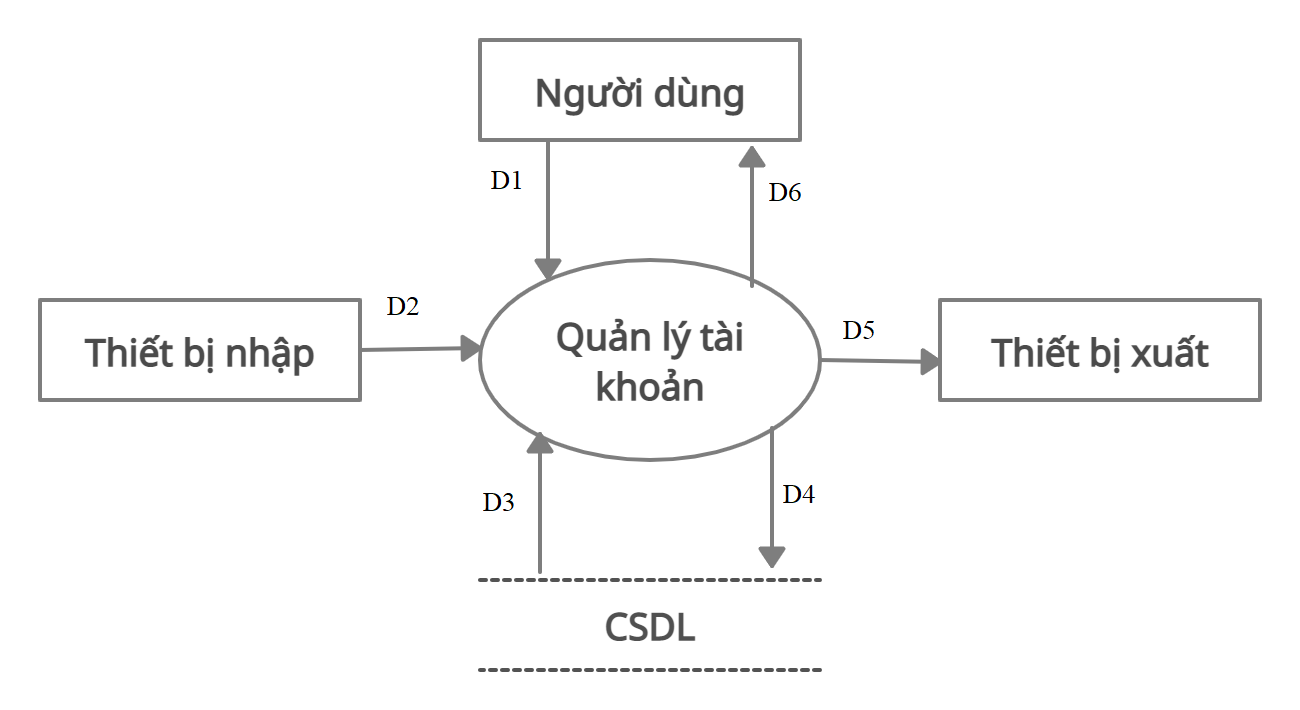 Người dùng
D1
D6
D2
Thiết bị nhập
Quản lý tài
khoản
D5
Thiết bị xuất
D3
D4
CSDL